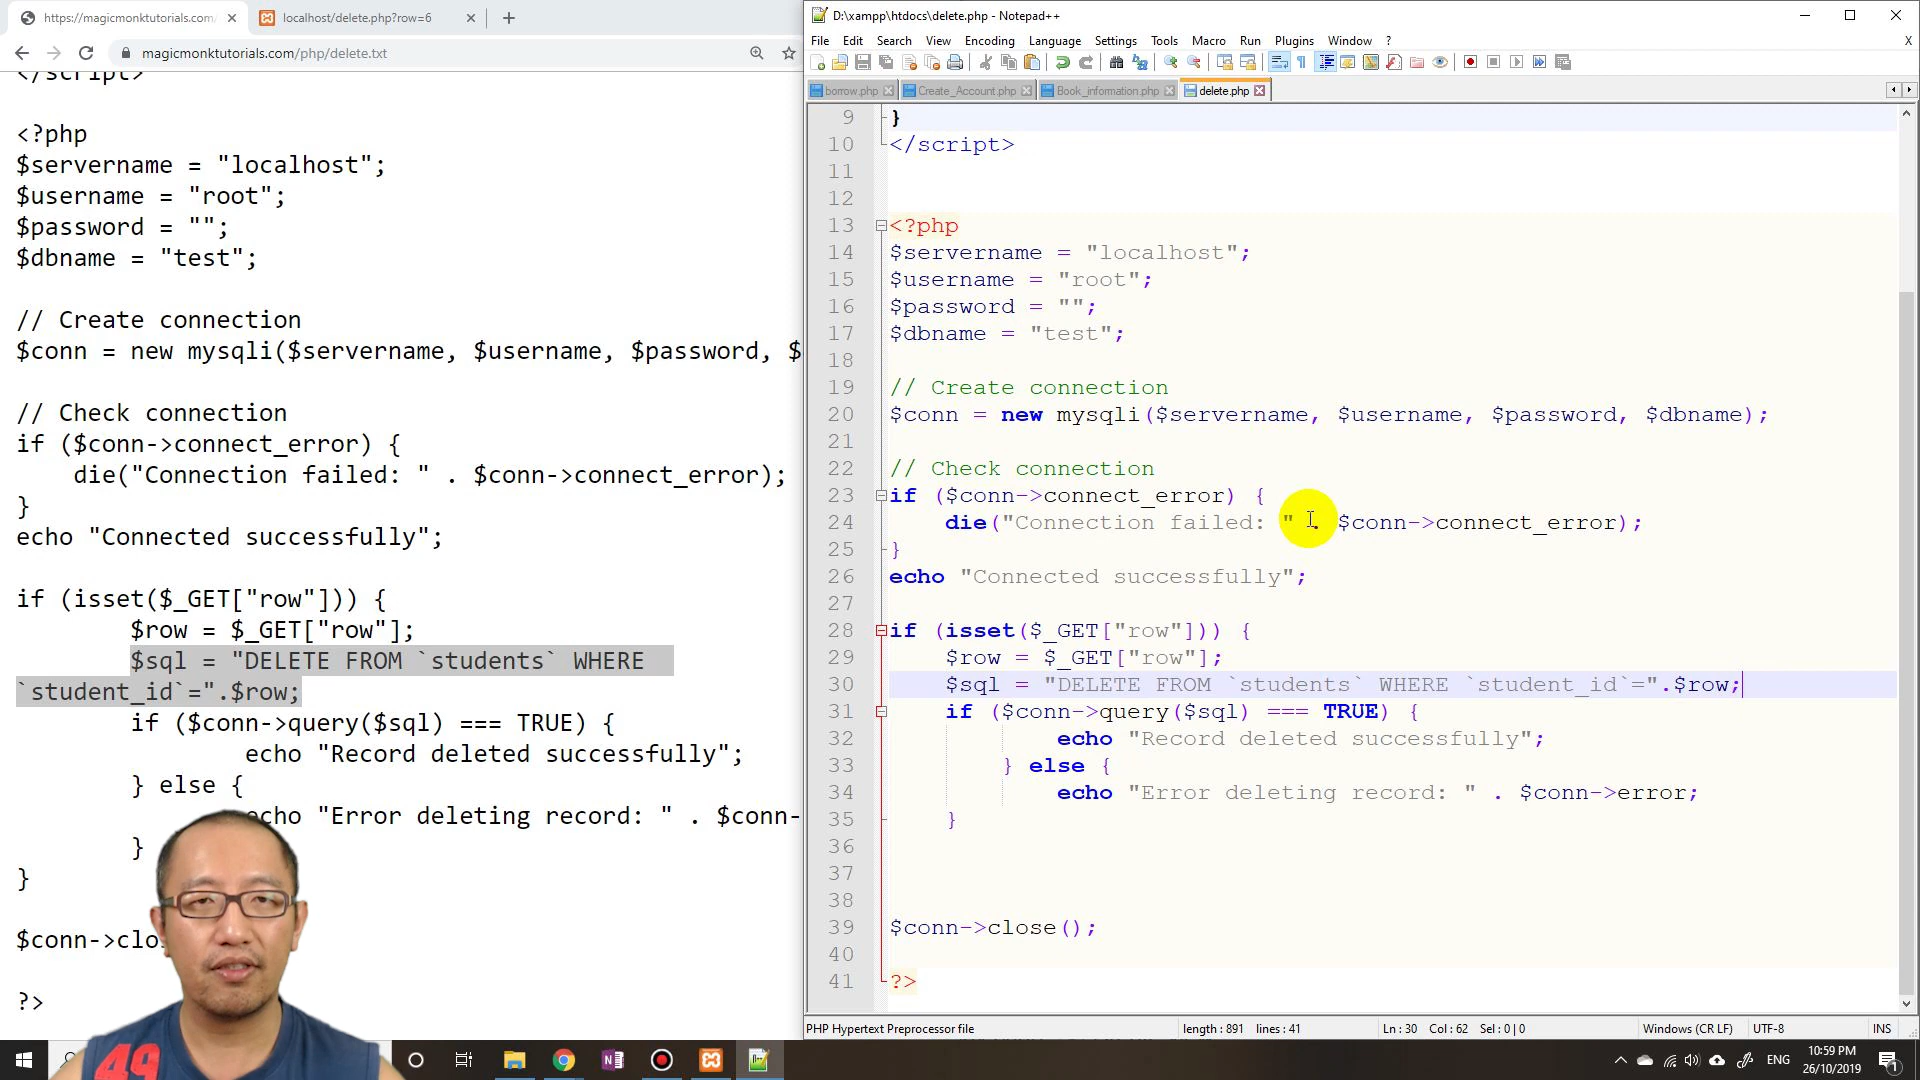 https://magicmonktutorials.com/
localhost/delete.php?row=6
magicmonktutorials.com/php/delete.txt
</script>
<?php
$servername = "localhost";
$username = "root";
$password = "";
$dbname = "test";
// Create connection
$conn = new mysqli($servername, $username, $password, $
// Check connection
if ($conn->connect_error) {
die("Connection failed: " . $conn->connect_error);
}
echo "Connected successfully";
if (isset($_GET["row"])) {
$row = $_GET["row"];
$sql = "DELETE FROM `students` WHERE
`student_id`=".$row;
if ($conn->query($sql) === TRUE) {
echo "Record deleted successfully";
} else {
echo "Error deleting record: " . $conn-
}
}
$conn->clo
?>
49
D:\xampp\htdocs\delete.php - Notepad++
File Edit Search View Encoding Language Settings Tools Macro Run Plugins Window ? X
borrow.php Create_Account.php Book_information.php delete.php
9 }
10 </script>
11
12
13 <?php
14 $servername = "localhost";
15 $username = "root";
16 $password = "";
17 $dbname = "test";
18
19 // Create connection
20 $conn = new mysqli($servername, $username, $password, $dbname);
21
22 // Check connection
23 if ($conn->connect_error) {
24 die("Connection failed: " . $conn->connect_error);
25 }
26 echo "Connected successfully";
27
28 if (isset($_GET["row"])) {
29 $row = $_GET["row"];
30 $sql = "DELETE FROM `students` WHERE `student_id`=".$row;
31 if ($conn->query($sql) === TRUE) {
32 echo "Record deleted successfully";
33 } else {
34 echo "Error deleting record: " . $conn->error;
35 }
36
37
38
39 $conn->close();
40
41 ?>
PHP Hypertext Preprocessor file length : 891 lines : 41 Ln : 30 Col : 62 Sel : 0 | 0 Windows (CR LF) UTF-8 INS
ENG
10:59 PM
26/10/2019
1